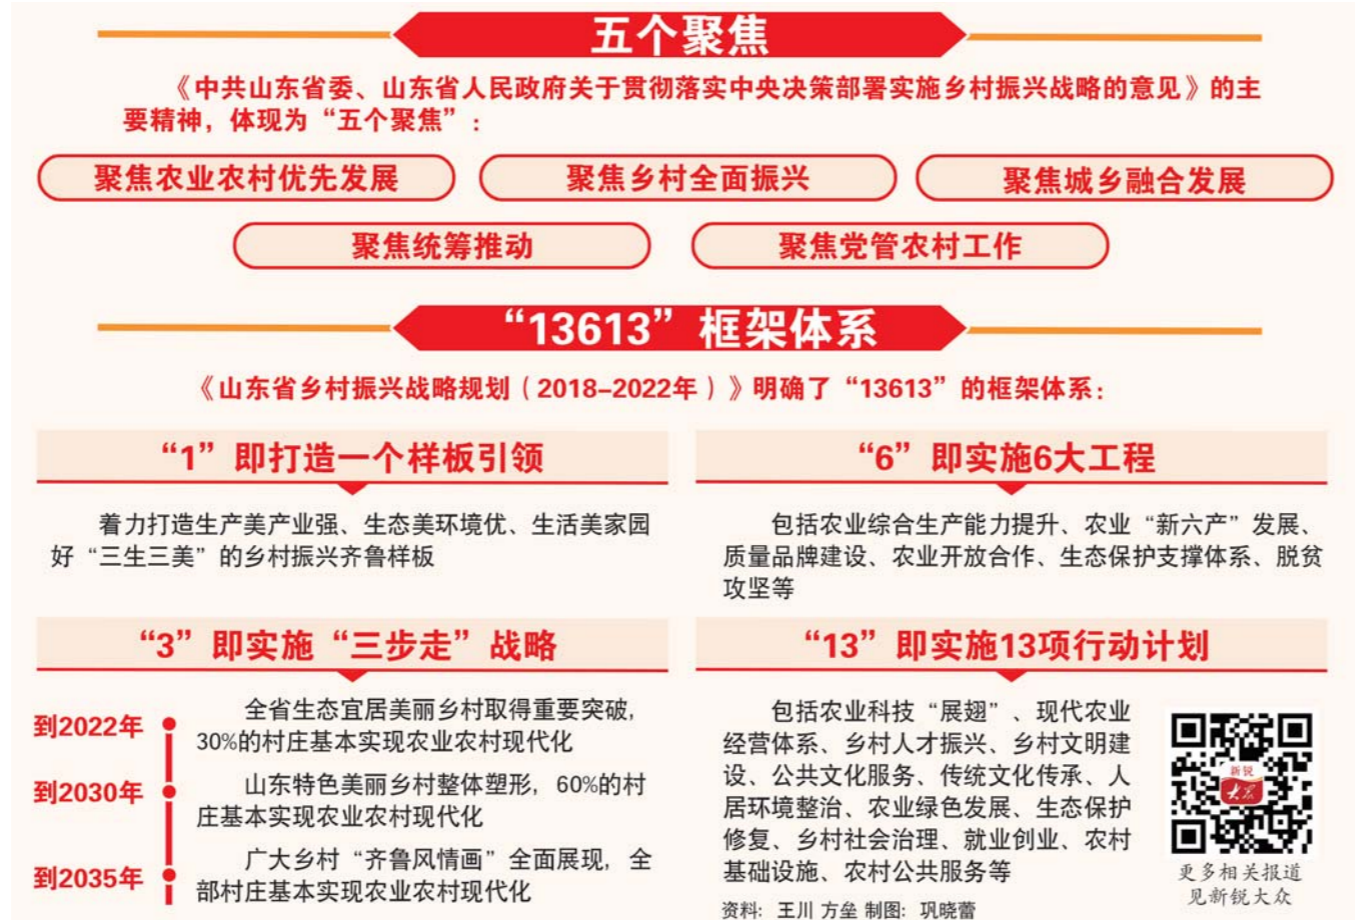 五个聚焦
《中共山东省委、山东省人民政府关于贯彻落实中央决策部署实施乡村振兴战略的意见》的主
要精神，体现为“五个聚焦”：
聚焦农业农村优先发展
聚焦乡村全面振兴
聚焦城乡融合发展
聚焦统筹推动
聚焦党管农村工作
“13613”框架体系
《山东省乡村振兴战略规划（2018-2022年）》明确了“13613”的框架体系：
“1”即打造一个样板引领
着力打造生产美产业强、生态美环境优、生活美家园
好“三生三美”的乡村振兴齐鲁样板
“6”即实施6大工程
包括农业综合生产能力提升、农业“新六产”发展、
质量品牌建设、农业开放合作、生态保护支撑体系、脱贫
攻坚等
“3”即实施“三步走”战略
到2022年
全省生态宜居美丽乡村取得重要突破，
30%的村庄基本实现农业农村现代化
到2030年
山东特色美丽乡村整体塑形，60%的村
庄基本实现农业农村现代化
到2035年
广大乡村“齐鲁风情画”全面展现，全
部村庄基本实现农业农村现代化
“13”即实施13项行动计划
包括农业科技“展翅”、现代农业
经营体系、乡村人才振兴、乡村文明建
设、公共文化服务、传统文化传承、人
居环境整治、农业绿色发展、生态保护
修复、乡村社会治理、就业创业、农村
基础设施、农村公共服务等
新锐
大众
更多相关报道
见新锐大众
资料：王川 方垒 制图：巩晓蕾